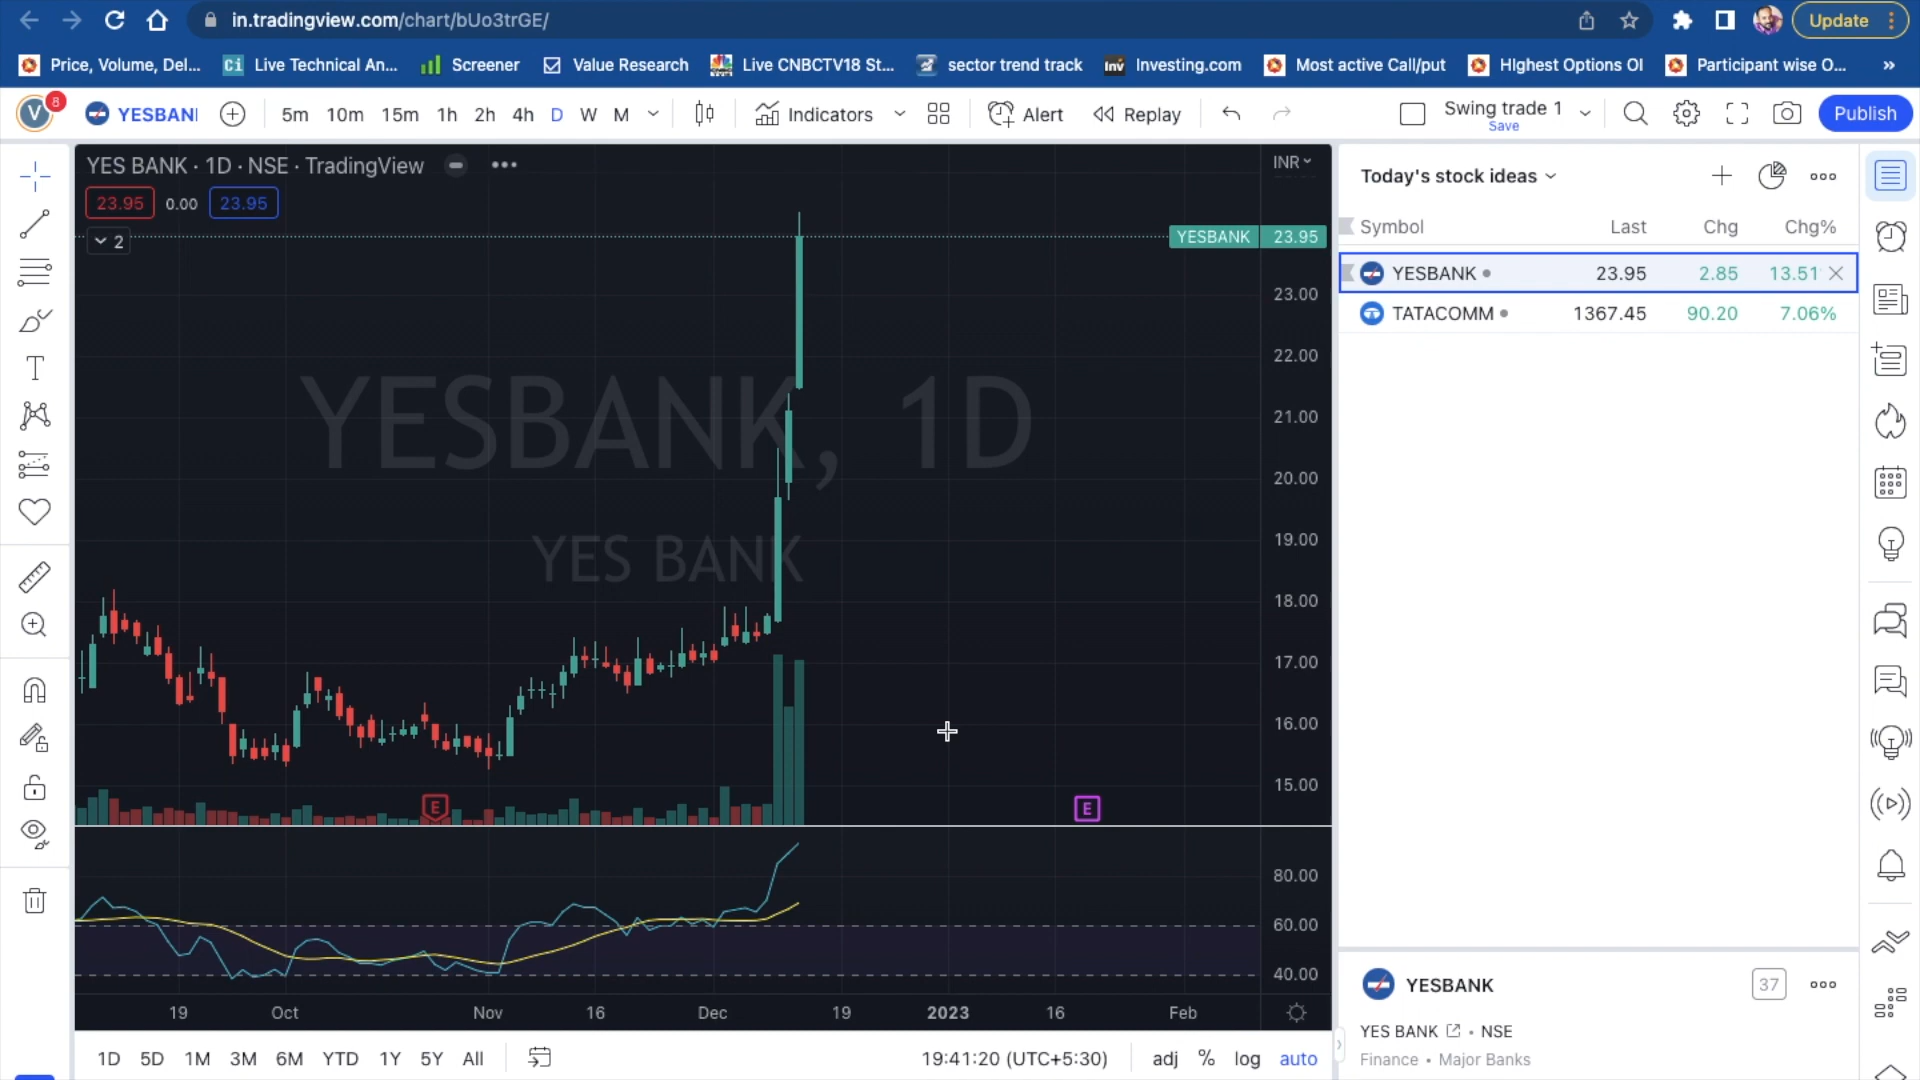 in.tradingview.com/chart/bUo3trGE/
Update
Price, Volume, Del...
Ci Live Technical An...
Screener
Value Research
Live CNBCTV18 St...
sector trend track
Inv Investing.com
Most active Call/put
HIghest Options OI
Participant wise O...
»
V 8
YESBANI
5m 10m 15m 1h 2h 4h D W M
Indicators
Alert
Replay
Swing trade 1
Save
Publish
YES BANK · 1D · NSE · TradingView
23.95 0.00 23.95
2
INR
YESBANK 23.95
23.00
22.00
21.00
20.00
19.00
18.00
17.00
16.00
15.00
YESBANK, 1D
YES BANK
E
E
80.00
60.00
40.00
19 Oct Nov 16 Dec 19 2023 16 Feb
1D 5D 1M 3M 6M YTD 1Y 5Y All
19:41:20 (UTC+5:30)
adj % log auto
Today's stock ideas
Symbol Last Chg Chg%
YESBANK 23.95 2.85 13.51
TATACOMM 1367.45 90.20 7.06%
YESBANK
37
YES BANK • NSE
Finance • Major Banks